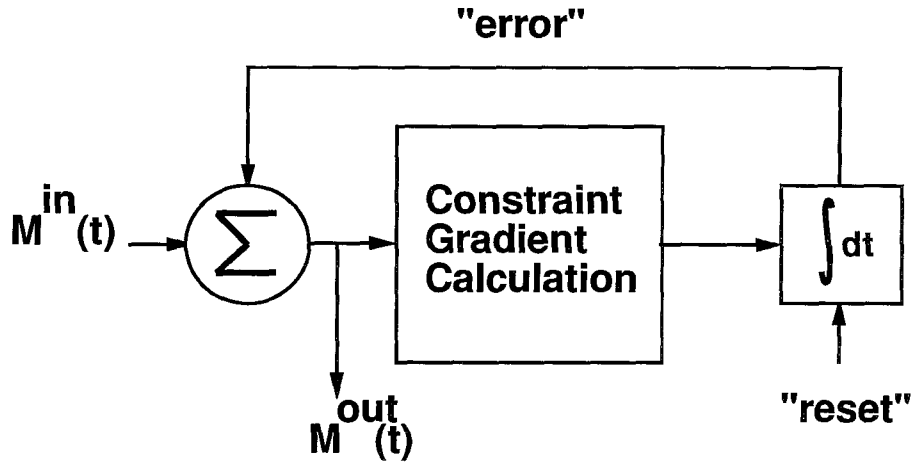 "error"
M^in(t)
Σ
Constraint
Gradient
Calculation
∫dt
M^out(t)
"reset"